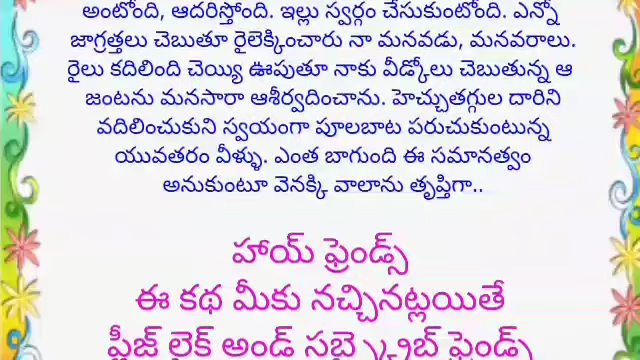 అంటోంది, ఆదరిస్తోంది. ఇల్లు స్వర్గం చేసుకుంటోంది. ఎన్నో
జాగ్రత్తలు చెబుతూ రైలెక్కించారు నా మనవడు, మనవరాలు.
రైలు కదిలింది చెయ్యి ఊపుతూ నాకు వీడ్కోలు చెబుతున్న ఆ
జంటను మనసారా ఆశీర్వదించాను. హెచ్చుతగ్గుల దారిని
వదిలించుకుని స్వయంగా పూలబాట పరుచుకుంటున్న
యువతరం వీళ్ళు. ఎంత బాగుంది ఈ సమానత్వం
అనుకుంటూ వెనక్కి వాలాను తృప్తిగా..
హాయ్ ఫ్రెండ్స్
ఈ కథ మీకు నచ్చినట్లయితే
ప్లీజ్ లైక్ అండ్ సబ్స్క్రైబ్ ఫ్రెండ్స్